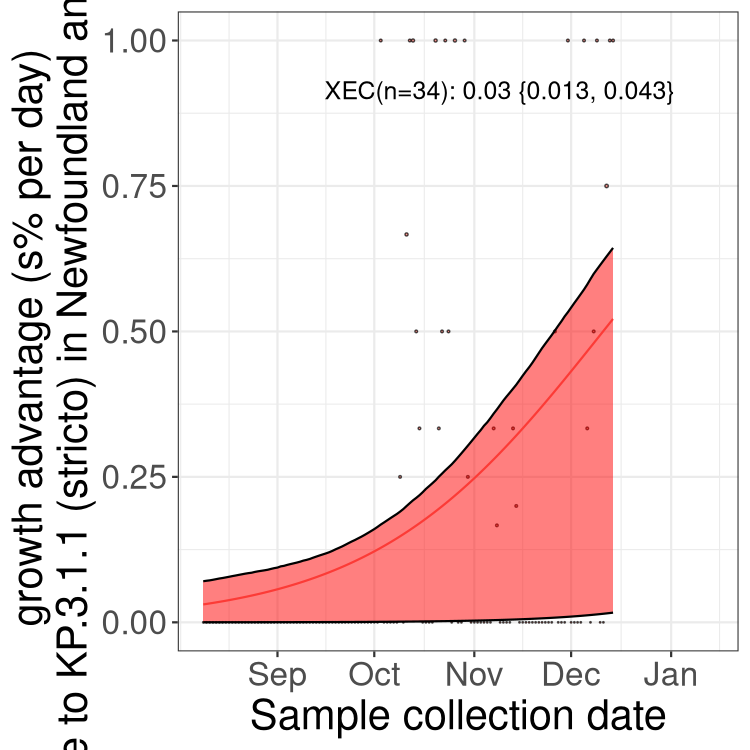 growth advantage (s% per day)
to KP.3.1.1 (stricto) in Newfoundland
1.00
0.75
0.50
0.25
0.00
XEC(n=34): 0.03 {0.013, 0.043}
Sep Oct Nov Dec Jan
Sample collection date